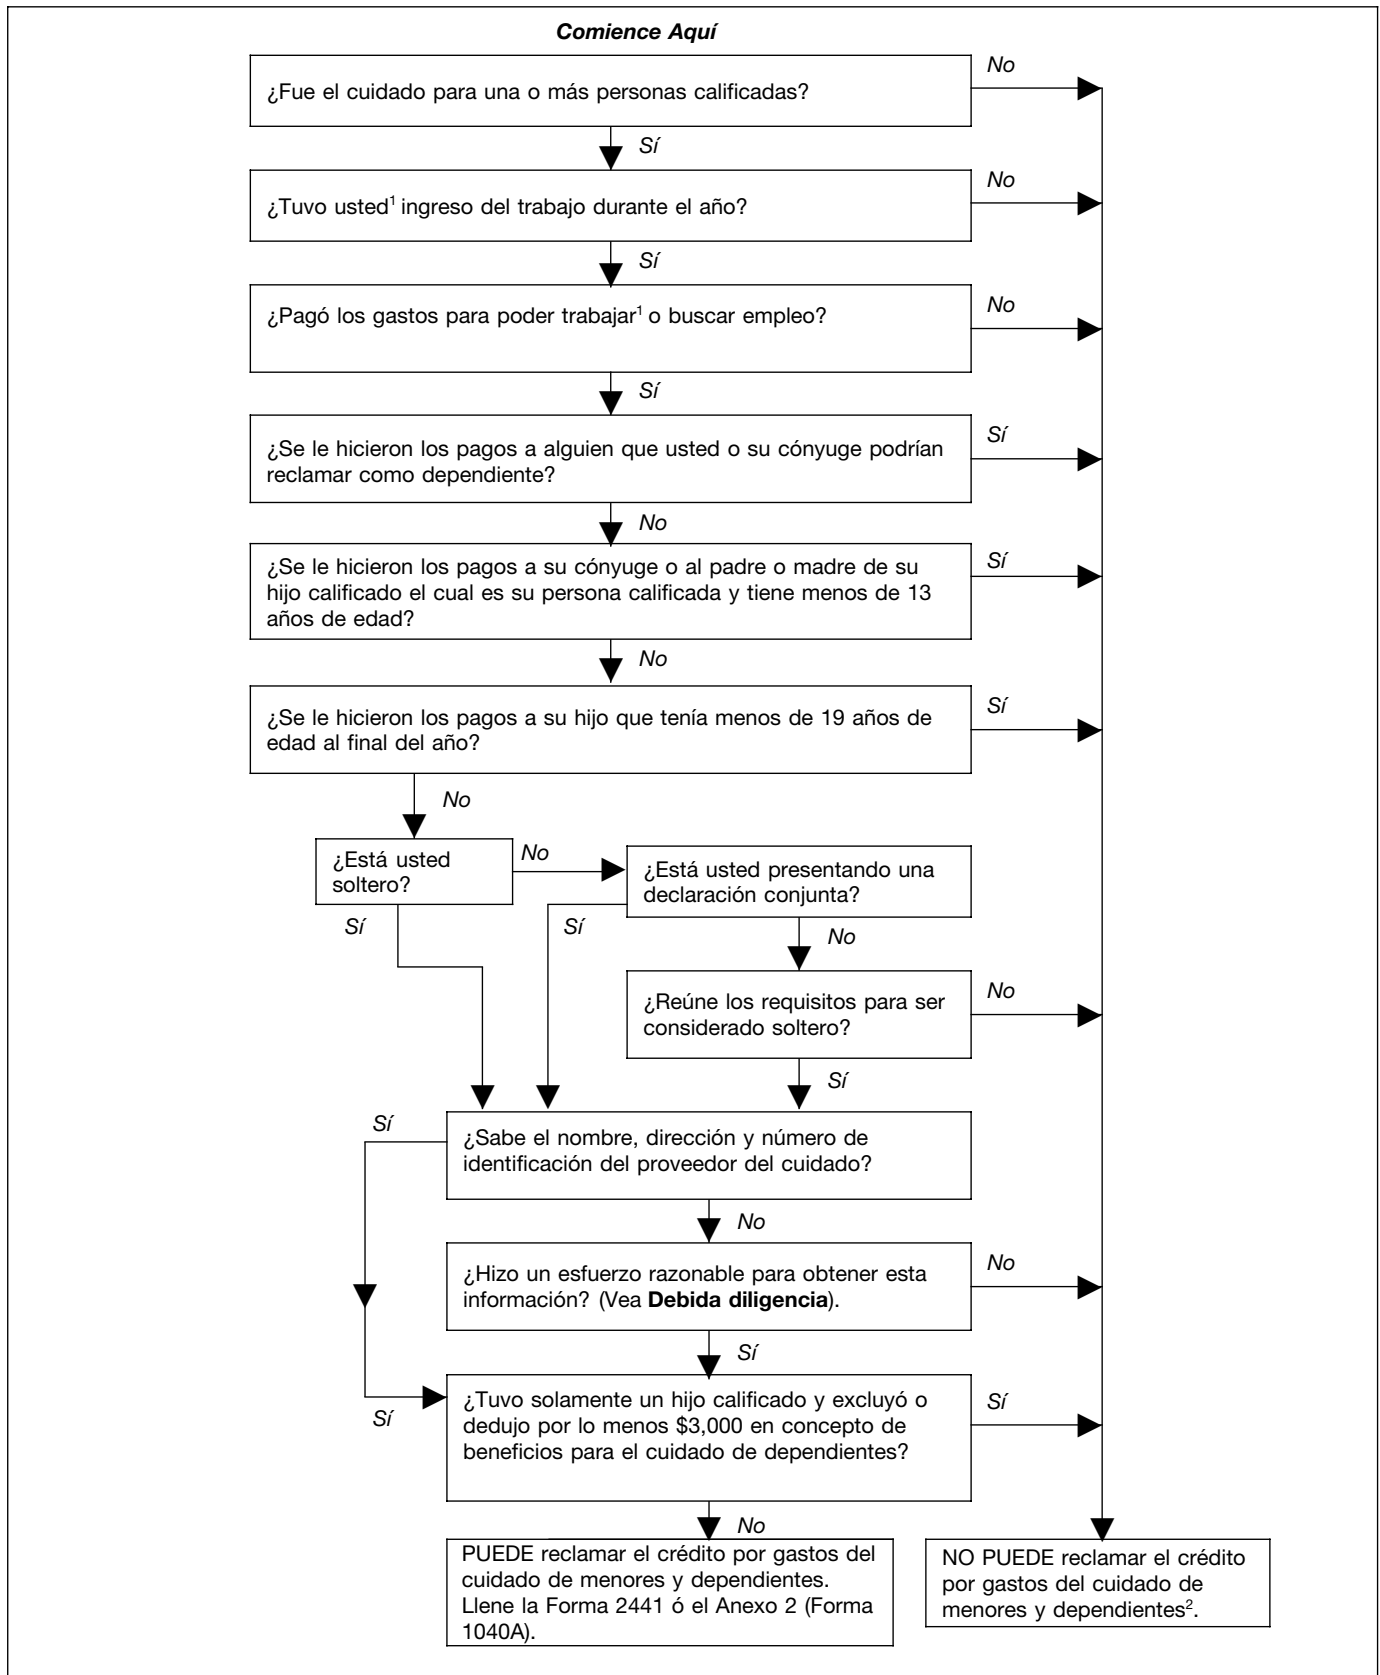 Comience Aquí
¿Fue el cuidado para una o más personas calificadas?
No
Sí
¿Tuvo usted¹ ingreso del trabajo durante el año?
No
Sí
¿Pagó los gastos para poder trabajar¹ o buscar empleo?
No
Sí
¿Se le hicieron los pagos a alguien que usted o su cónyuge podrían
reclamar como dependiente?
Sí
No
¿Se le hicieron los pagos a su cónyuge o al padre o madre de su
hijo calificado el cual es su persona calificada y tiene menos de 13
años de edad?
Sí
No
¿Se le hicieron los pagos a su hijo que tenía menos de 19 años de
edad al final del año?
Sí
No
¿Está usted
soltero?
No
Sí
¿Está usted presentando una
declaración conjunta?
Sí
No
¿Reúne los requisitos para ser
considerado soltero?
No
Sí
¿Sabe el nombre, dirección y número de
identificación del proveedor del cuidado?
Sí
No
¿Hizo un esfuerzo razonable para obtener esta
información? (Vea Debida diligencia).
No
Sí
Sí
¿Tuvo solamente un hijo calificado y excluyó o
dedujo por lo menos $3,000 en concepto de
beneficios para el cuidado de dependientes?
Sí
No
PUEDE reclamar el crédito por gastos del
cuidado de menores y dependientes.
Llene la Forma 2441 ó el Anexo 2 (Forma
1040A).
NO PUEDE reclamar el crédito
por gastos del cuidado de
menores y dependientes².